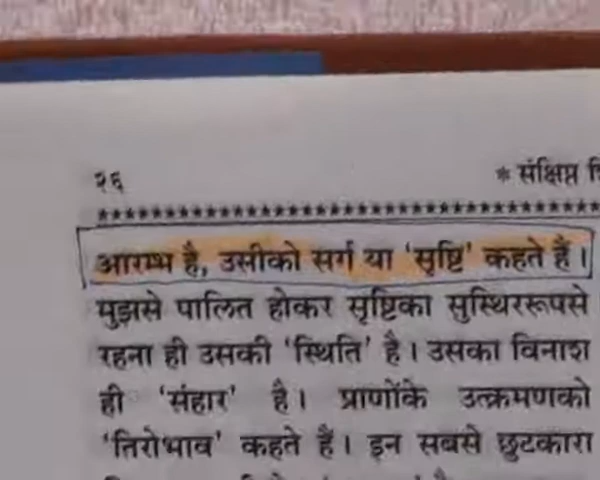 २६
* संक्षिप्त
आरम्भ है, उसीको सर्ग या 'सृष्टि' कहते हैं।
मुझसे पालित होकर सृष्टिका सुस्थिररूपसे
रहना ही उसकी 'स्थिति' है। उसका विनाश
ही 'संहार' है। प्राणोंके उत्क्रमणको
'तिरोभाव' कहते हैं। इन सबसे छुटकारा